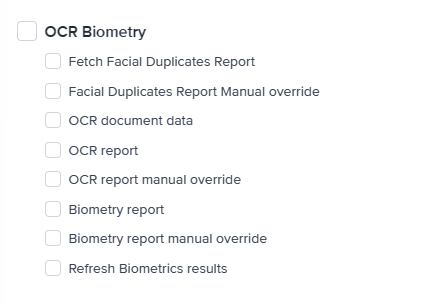 OCR Biometry
Fetch Facial Duplicates Report
Facial Duplicates Report Manual override
OCR document data
OCR report
OCR report manual override
Biometry report
Biometry report manual override
Refresh Biometrics results